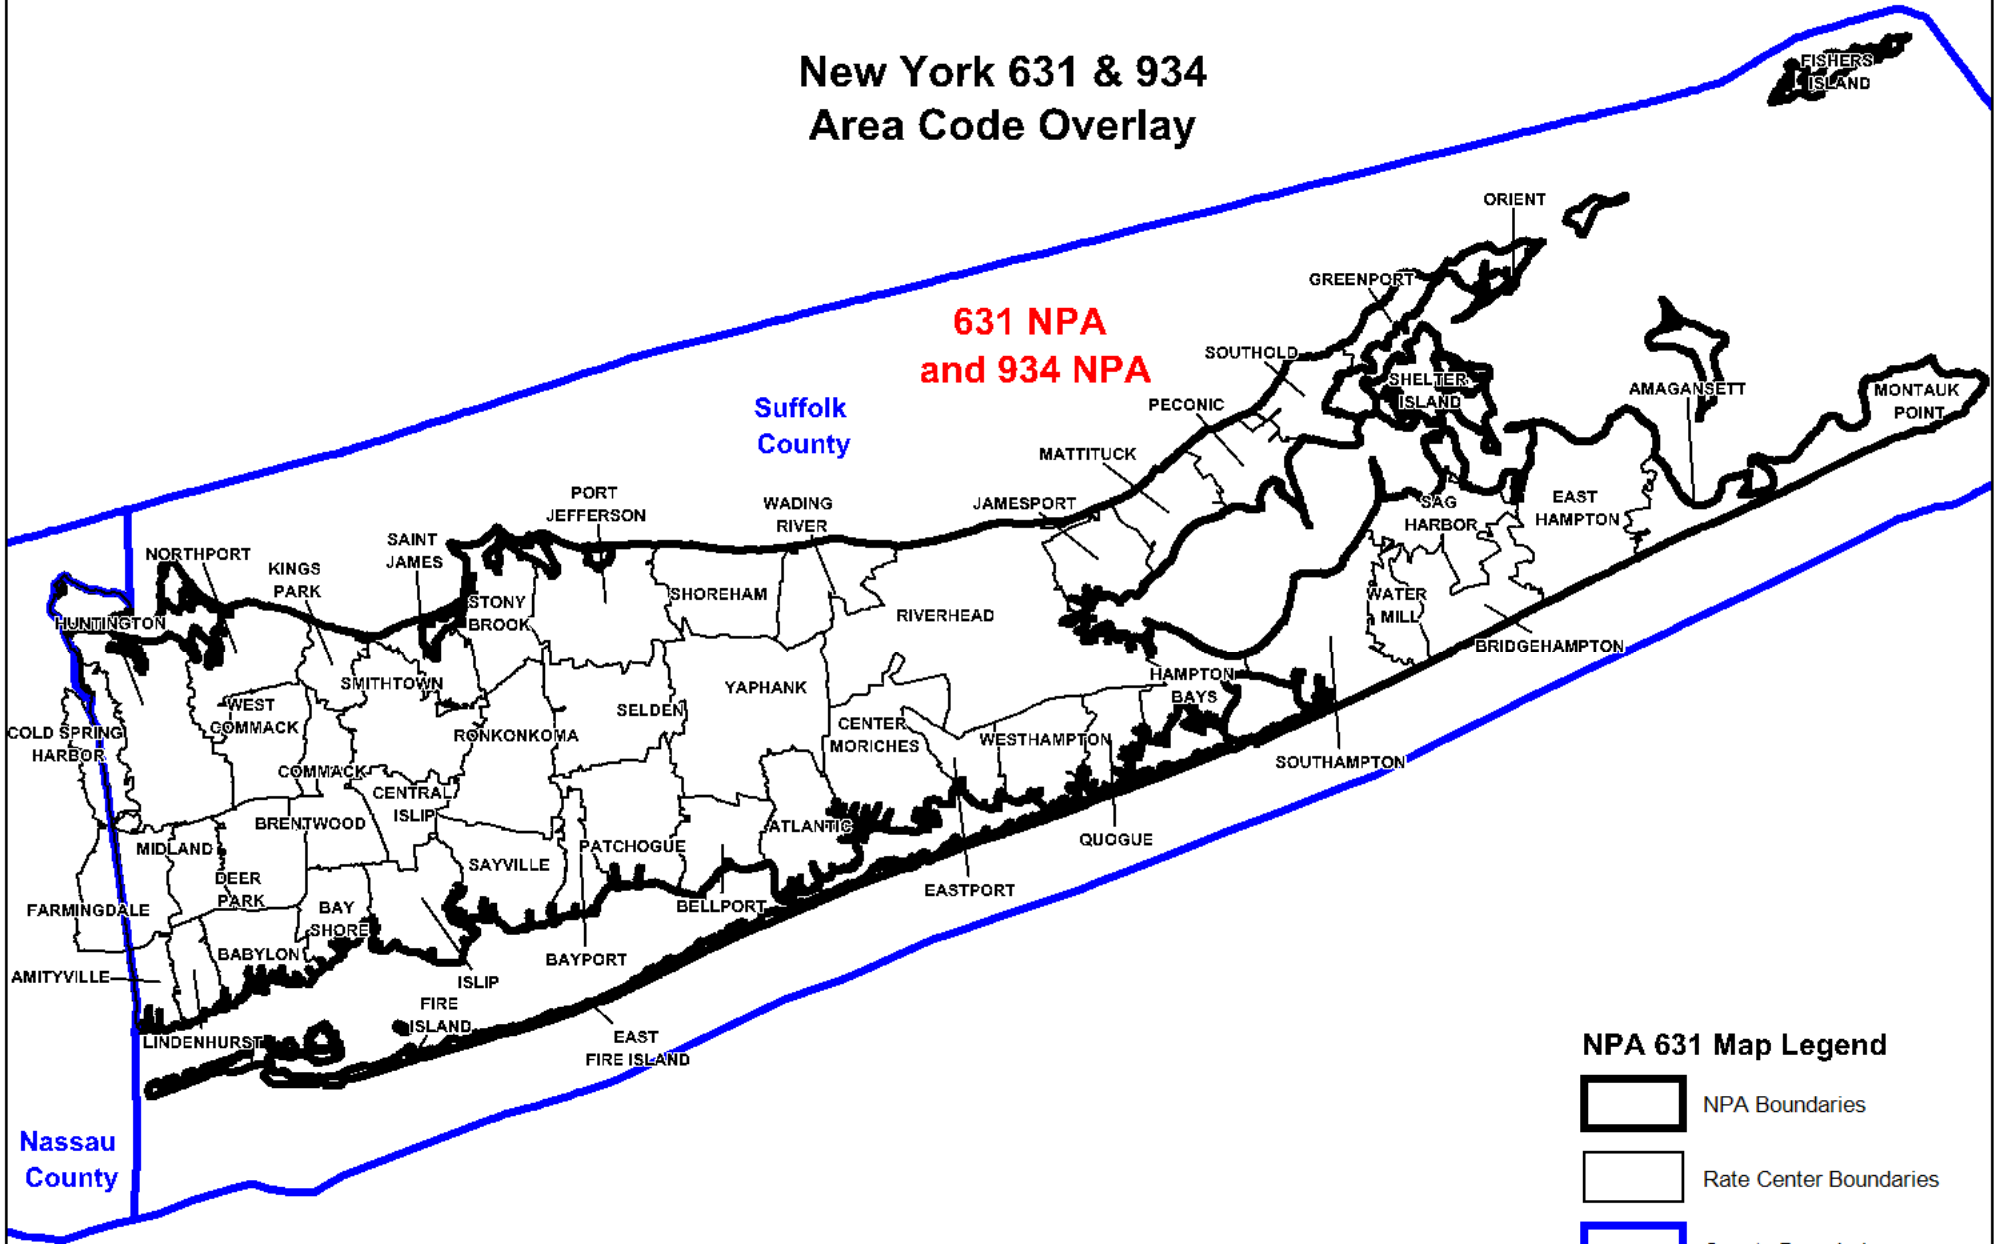 New York 631 & 934
Area Code Overlay
FISHERS
ISLAND
ORIENT
GREENPORT
631 NPA
and 934 NPA
SOUTHOLD
SHELTER
ISLAND
AMAGANSETT
MONTAUK
POINT
Suffolk
County
PECONIC
MATTITUCK
JAMESPORT
PORT
JEFFERSON
WADING
RIVER
SAG
HARBOR
EAST
HAMPTON
SAINT
JAMES
NORTHPORT
KINGS
PARK
STONY
BROOK
SHOREHAM
RIVERHEAD
WATER
MILL
HUNTINGTON
BRIDGEHAMPTON
SMITHTOWN
YAPHANK
HAMPTON
BAYS
WEST
COMMACK
SELDEN
COLD SPRING
HARBOR
RONKONKOMA
CENTER
MORICHES
WESTHAMPTON
SOUTHAMPTON
COMMACK
CENTRAL
ISLIP
BRENTWOOD
ATLANTIC
QUOGUE
MIDLAND
SAYVILLE
PATCHOGUE
DEER
PARK
EASTPORT
FARMINGDALE
BAY
SHORE
BELLPORT
BABYLON
BAYPORT
AMITYVILLE
ISLIP
FIRE
ISLAND
LINDENHURST
EAST
FIRE ISLAND
Nassau
County
NPA 631 Map Legend
NPA Boundaries
Rate Center Boundaries